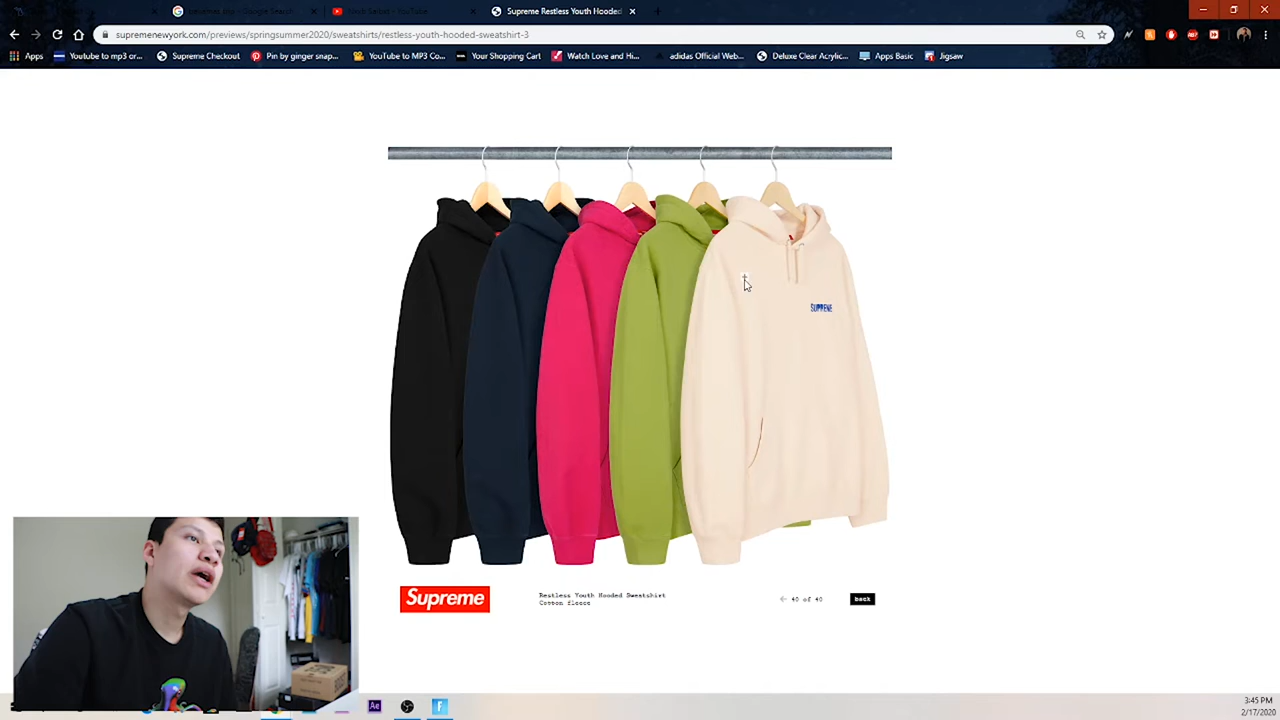 Supreme Restless Youth Hooded
supremenewyork.com/previews/springsummer2020/sweatshirts/restless-youth-hooded-sweatshirt-3
Apps Youtube to mp3 or... Supreme Checkout Pin by ginger snap... YouTube to MP3 Co... Your Shopping Cart Watch Love and Hi... adidas Official Web... Deluxe Clear Acrylic... Apps Basic Jigsaw
SUPREME
Supreme
Restless Youth Hooded Sweatshirt
Cotton fleece
40 of 40
back
Ae
3:45 PM
2/17/2020